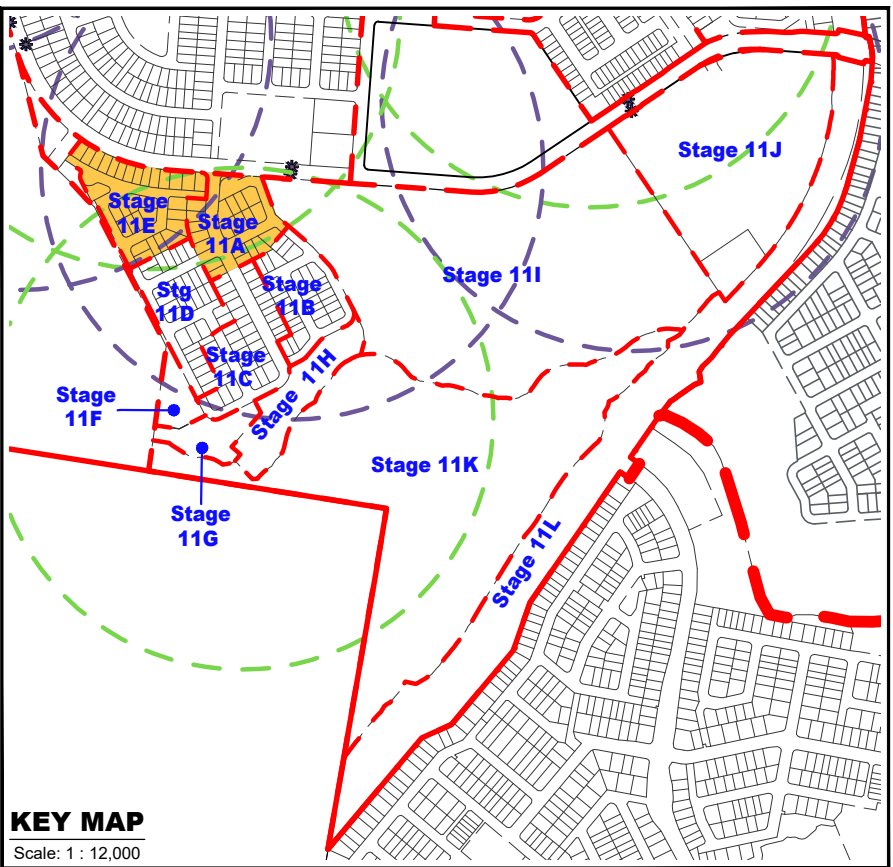 Stage 11J
Stage
11E
Stage
11A
Stage 11I
Stg
11D
Stage
11B
Stage
11C
Stage 11H
Stage
11F
Stage 11K
Stage
11G
Stage 11L
KEY MAP
Scale: 1 : 12,000